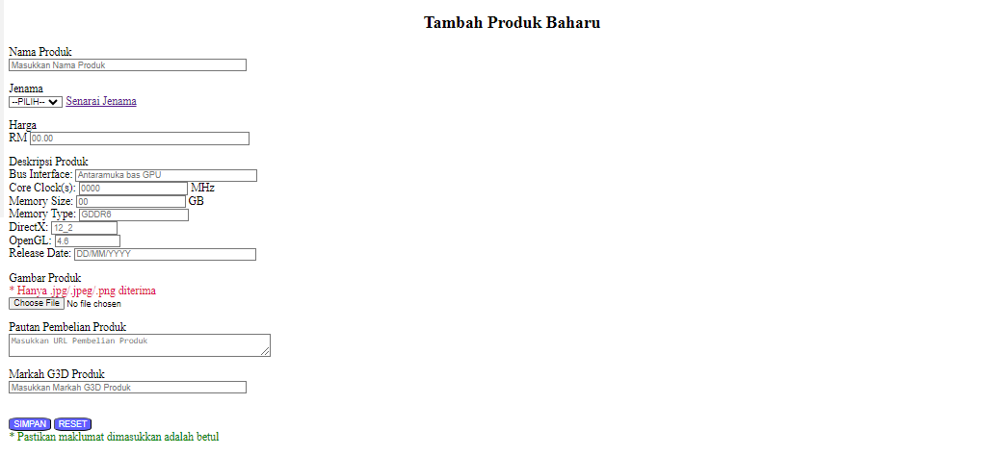 Tambah Produk Baharu
Nama Produk
Masukkan Nama Produk
Jenama
--PILIH-- Senarai Jenama
Harga
RM 00.00
Deskripsi Produk
Bus Interface: Antaramuka bas GPU
Core Clock(s): 0000 MHz
Memory Size: 00 GB
Memory Type: GDDR6
DirectX: 12_2
OpenGL: 4.6
Release Date: DD/MM/YYYY
Gambar Produk
* Hanya .jpg/.jpeg/.png diterima
Choose File No file chosen
Pautan Pembelian Produk
Masukkan URL Pembelian Produk
Markah G3D Produk
Masukkan Markah G3D Produk
SIMPAN RESET
* Pastikan maklumat dimasukkan adalah betul